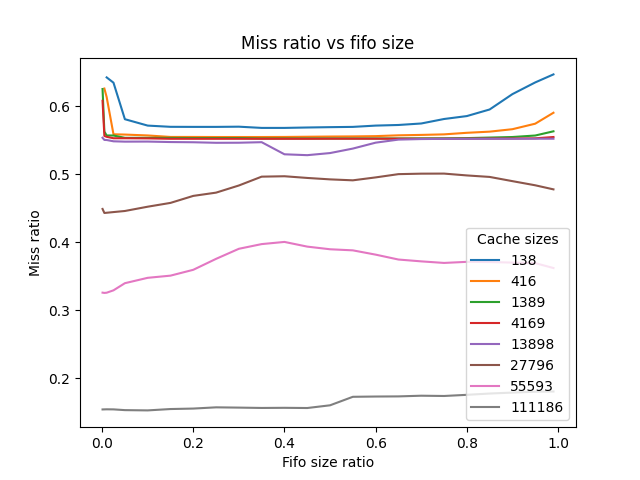 Miss ratio vs fifo size
Miss ratio
0.6
0.5
0.4
0.3
0.2
0.0 0.2 0.4 0.6 0.8 1.0
Fifo size ratio
Cache sizes
138
416
1389
4169
13898
27796
55593
111186